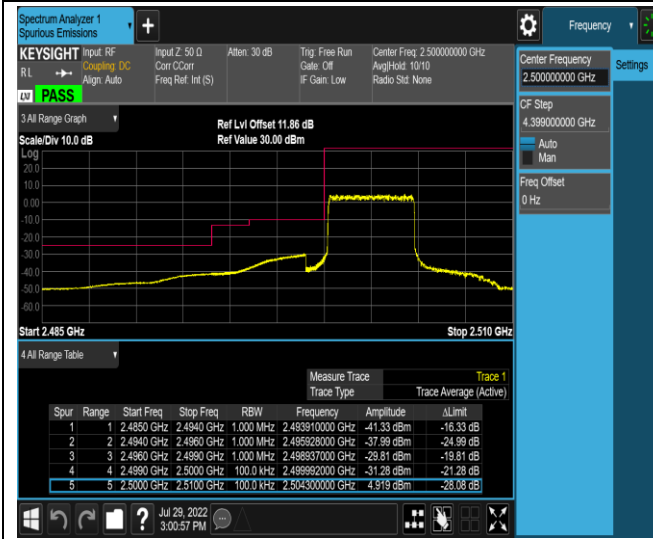 Spectrum Analyzer 1
Spurious Emissions
Frequency
KEYSIGHT Input: RF Input Z: 50 Ω Atten: 30 dB Trig: Free Run Center Freq: 2.500000000 GHz
Coupling: DC Corr CCorr Gate: Off Avg|Hold: 10/10
RL Align: Auto Freq Ref: Int (S) IF Gain: Low Radio Std: None
LXI PASS
Center Frequency
2.500000000 GHz
Settings
CF Step
4.399000000 GHz
Auto
Man
Freq Offset
0 Hz
3 All Range Graph
Ref Lvl Offset 11.86 dB
Scale/Div 10.0 dB Ref Value 30.00 dBm
Log
20.0
10.0
0.00
-10.0
-20.0
-30.0
-40.0
-50.0
-60.0
Start 2.485 GHz Stop 2.510 GHz
4 All Range Table
Measure Trace Trace 1
Trace Type Trace Average (Active)
Spur Range Start Freq Stop Freq RBW Frequency Amplitude ΔLimit
1 1 2.4850 GHz 2.4940 GHz 1.000 MHz 2.493910000 GHz -41.33 dBm -16.33 dB
2 2 2.4940 GHz 2.4960 GHz 1.000 MHz 2.495928000 GHz -37.99 dBm -24.99 dB
3 3 2.4960 GHz 2.4990 GHz 1.000 MHz 2.498937000 GHz -29.81 dBm -19.81 dB
4 4 2.4990 GHz 2.5000 GHz 100.0 kHz 2.499992000 GHz -31.28 dBm -21.28 dB
5 5 2.5000 GHz 2.5100 GHz 100.0 kHz 2.504300000 GHz 4.919 dBm -28.08 dB
? Jul 29, 2022
3:00:57 PM